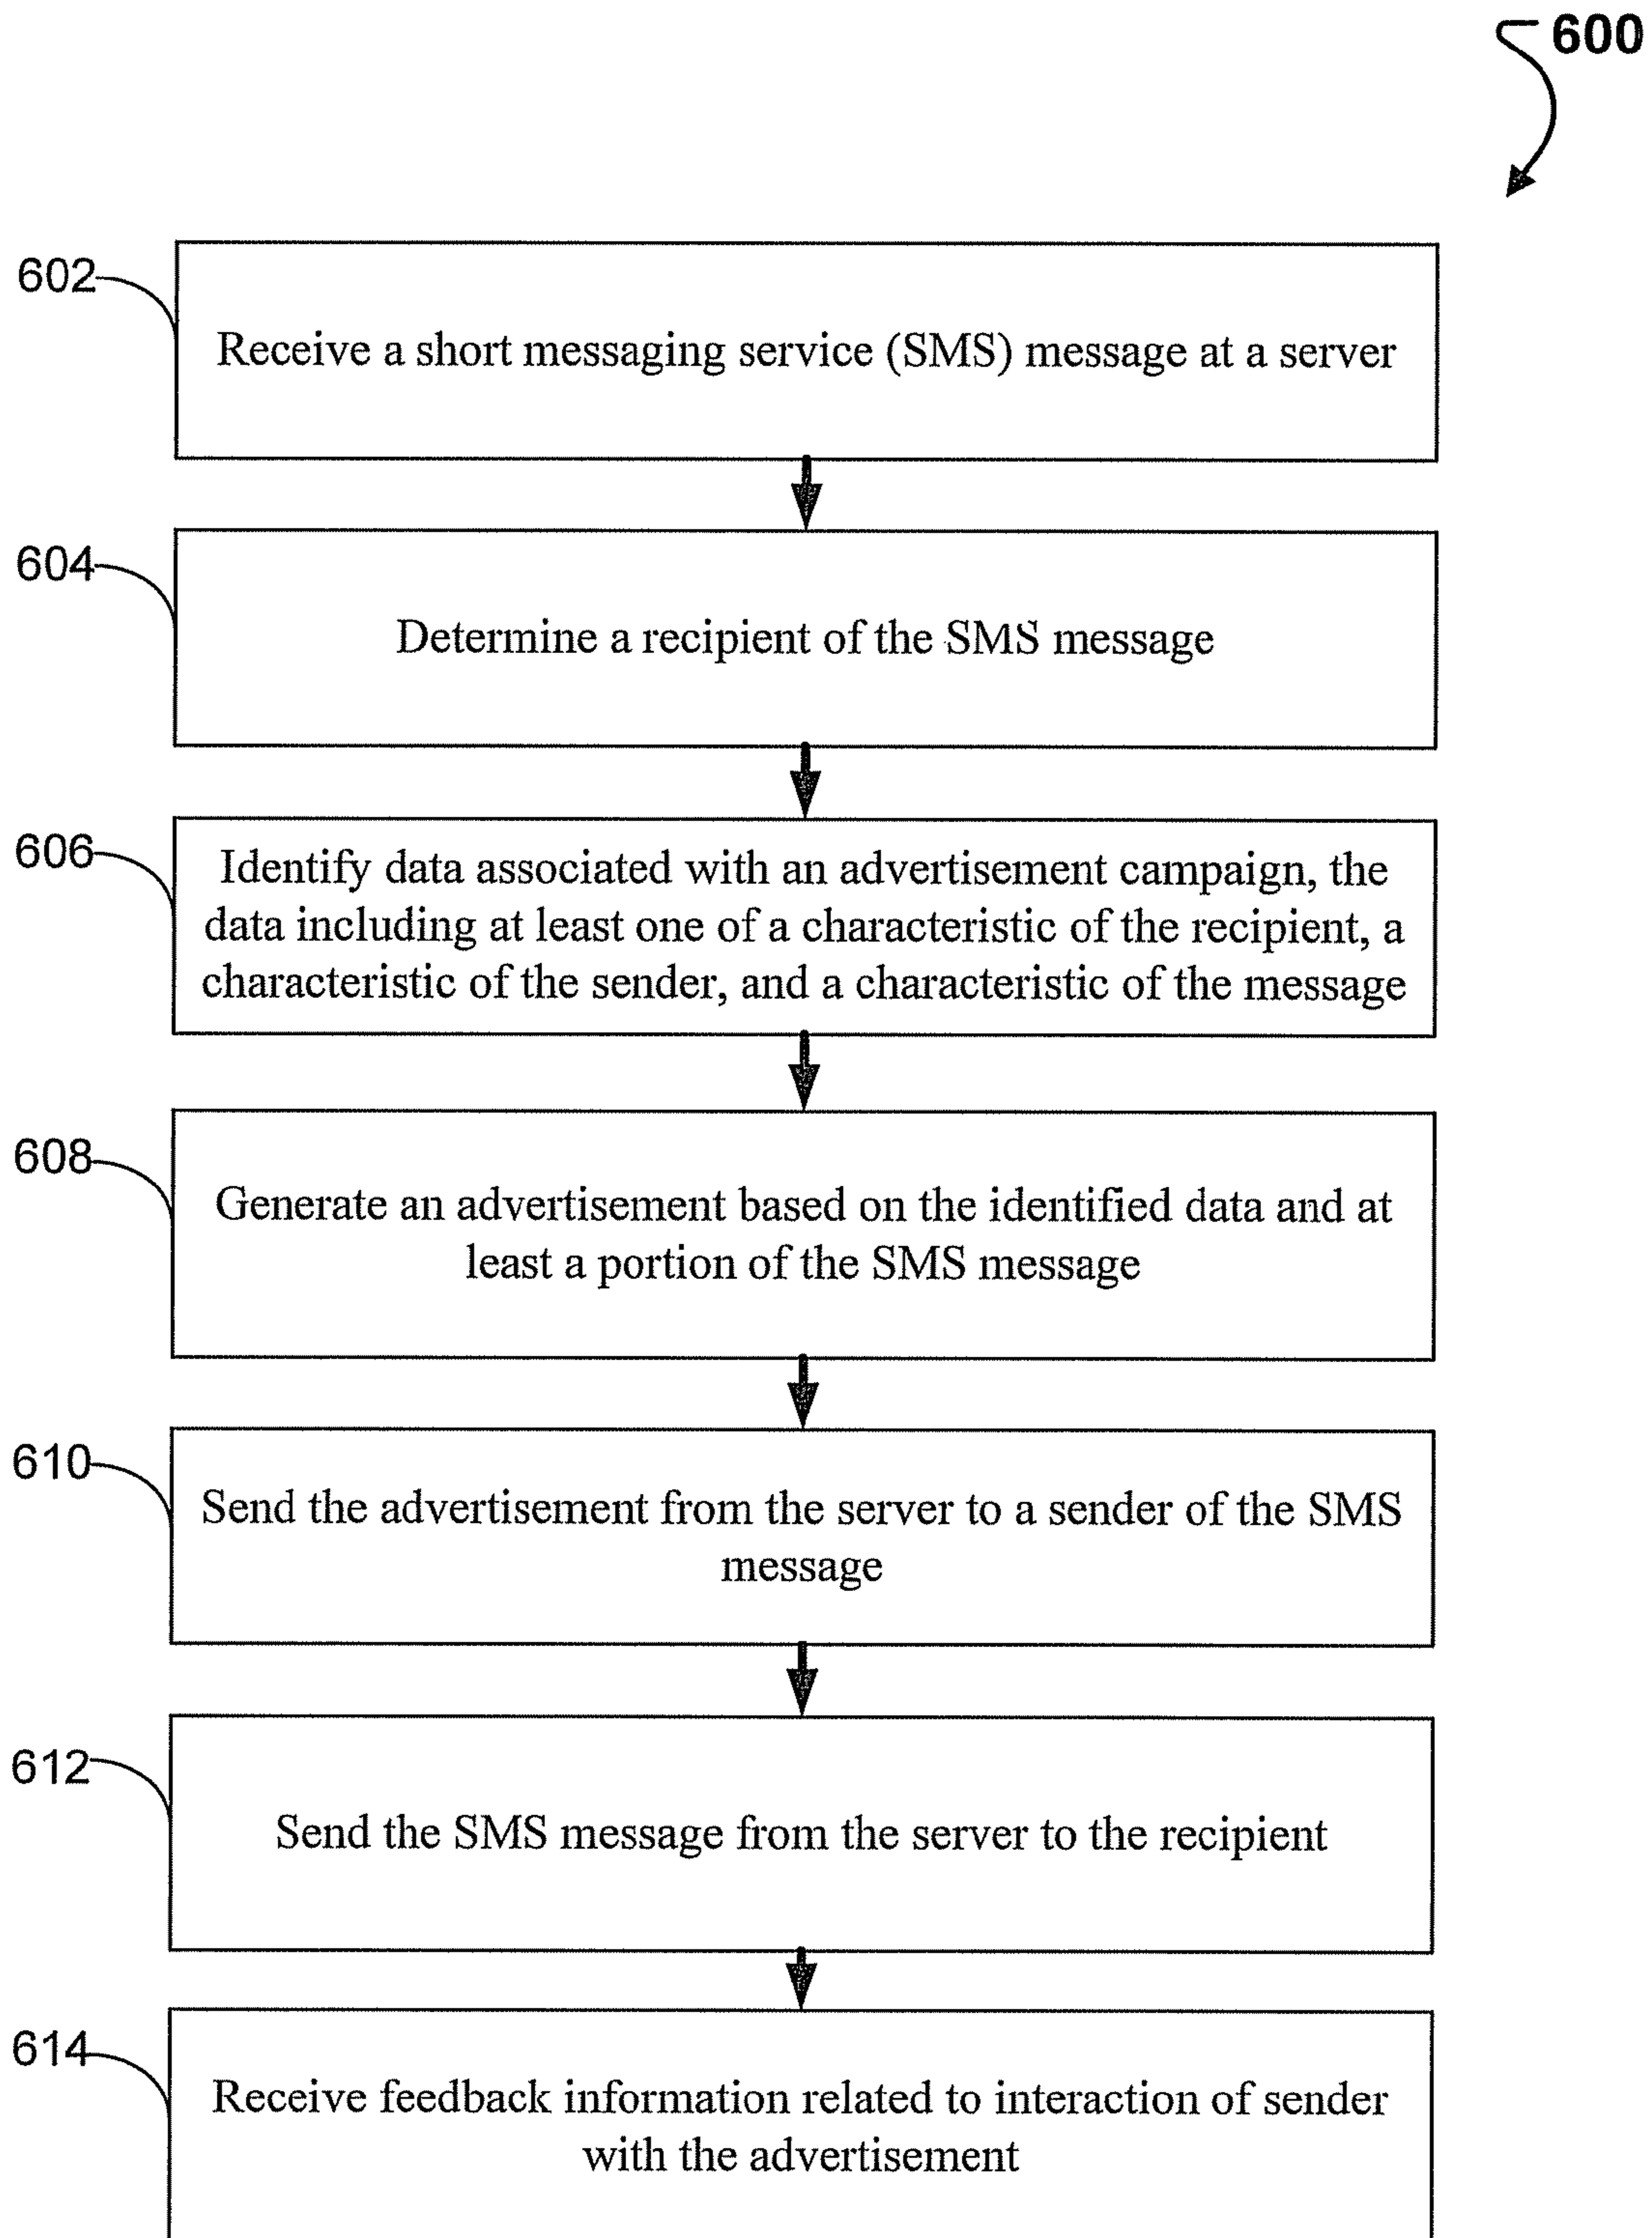 600
602
Receive a short messaging service (SMS) message at a server
604
Determine a recipient of the SMS message
606
Identify data associated with an advertisement campaign, the
data including at least one of a characteristic of the recipient, a
characteristic of the sender, and a characteristic of the message
608
Generate an advertisement based on the identified data and at
least a portion of the SMS message
610
Send the advertisement from the server to a sender of the SMS
message
612
Send the SMS message from the server to the recipient
614
Receive feedback information related to interaction of sender
with the advertisement